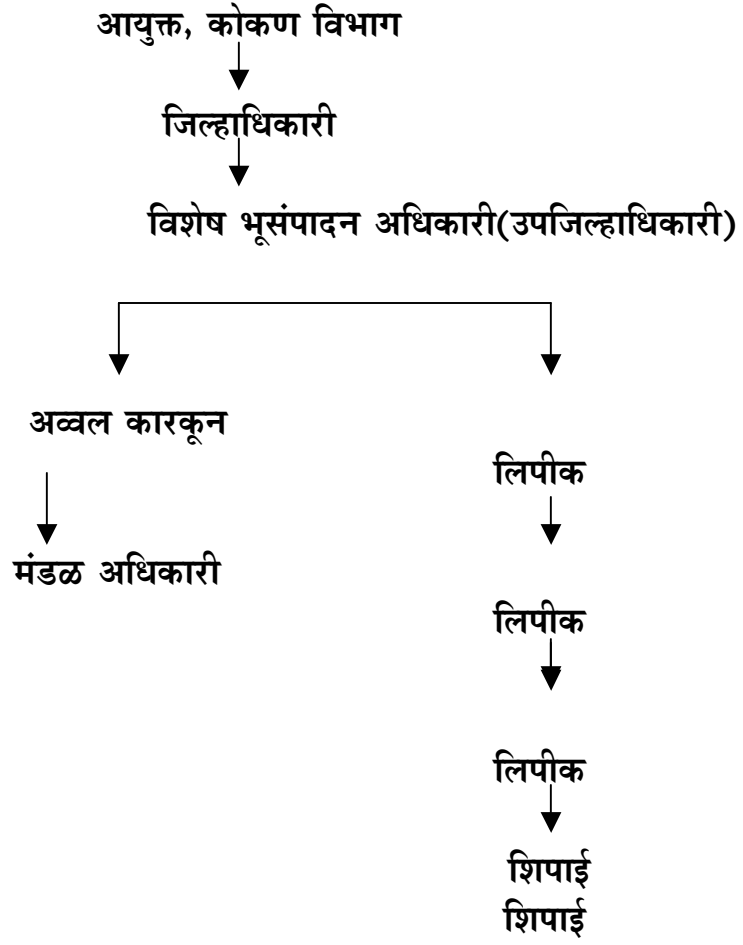 आयुक्त, कोकण विभाग
जिल्हाधिकारी
विशेष भूसंपादन अधिकारी(उपजिल्हाधिकारी)
अव्वल कारकून
लिपीक
मंडळ अधिकारी
लिपीक
लिपीक
शिपाई
शिपाई